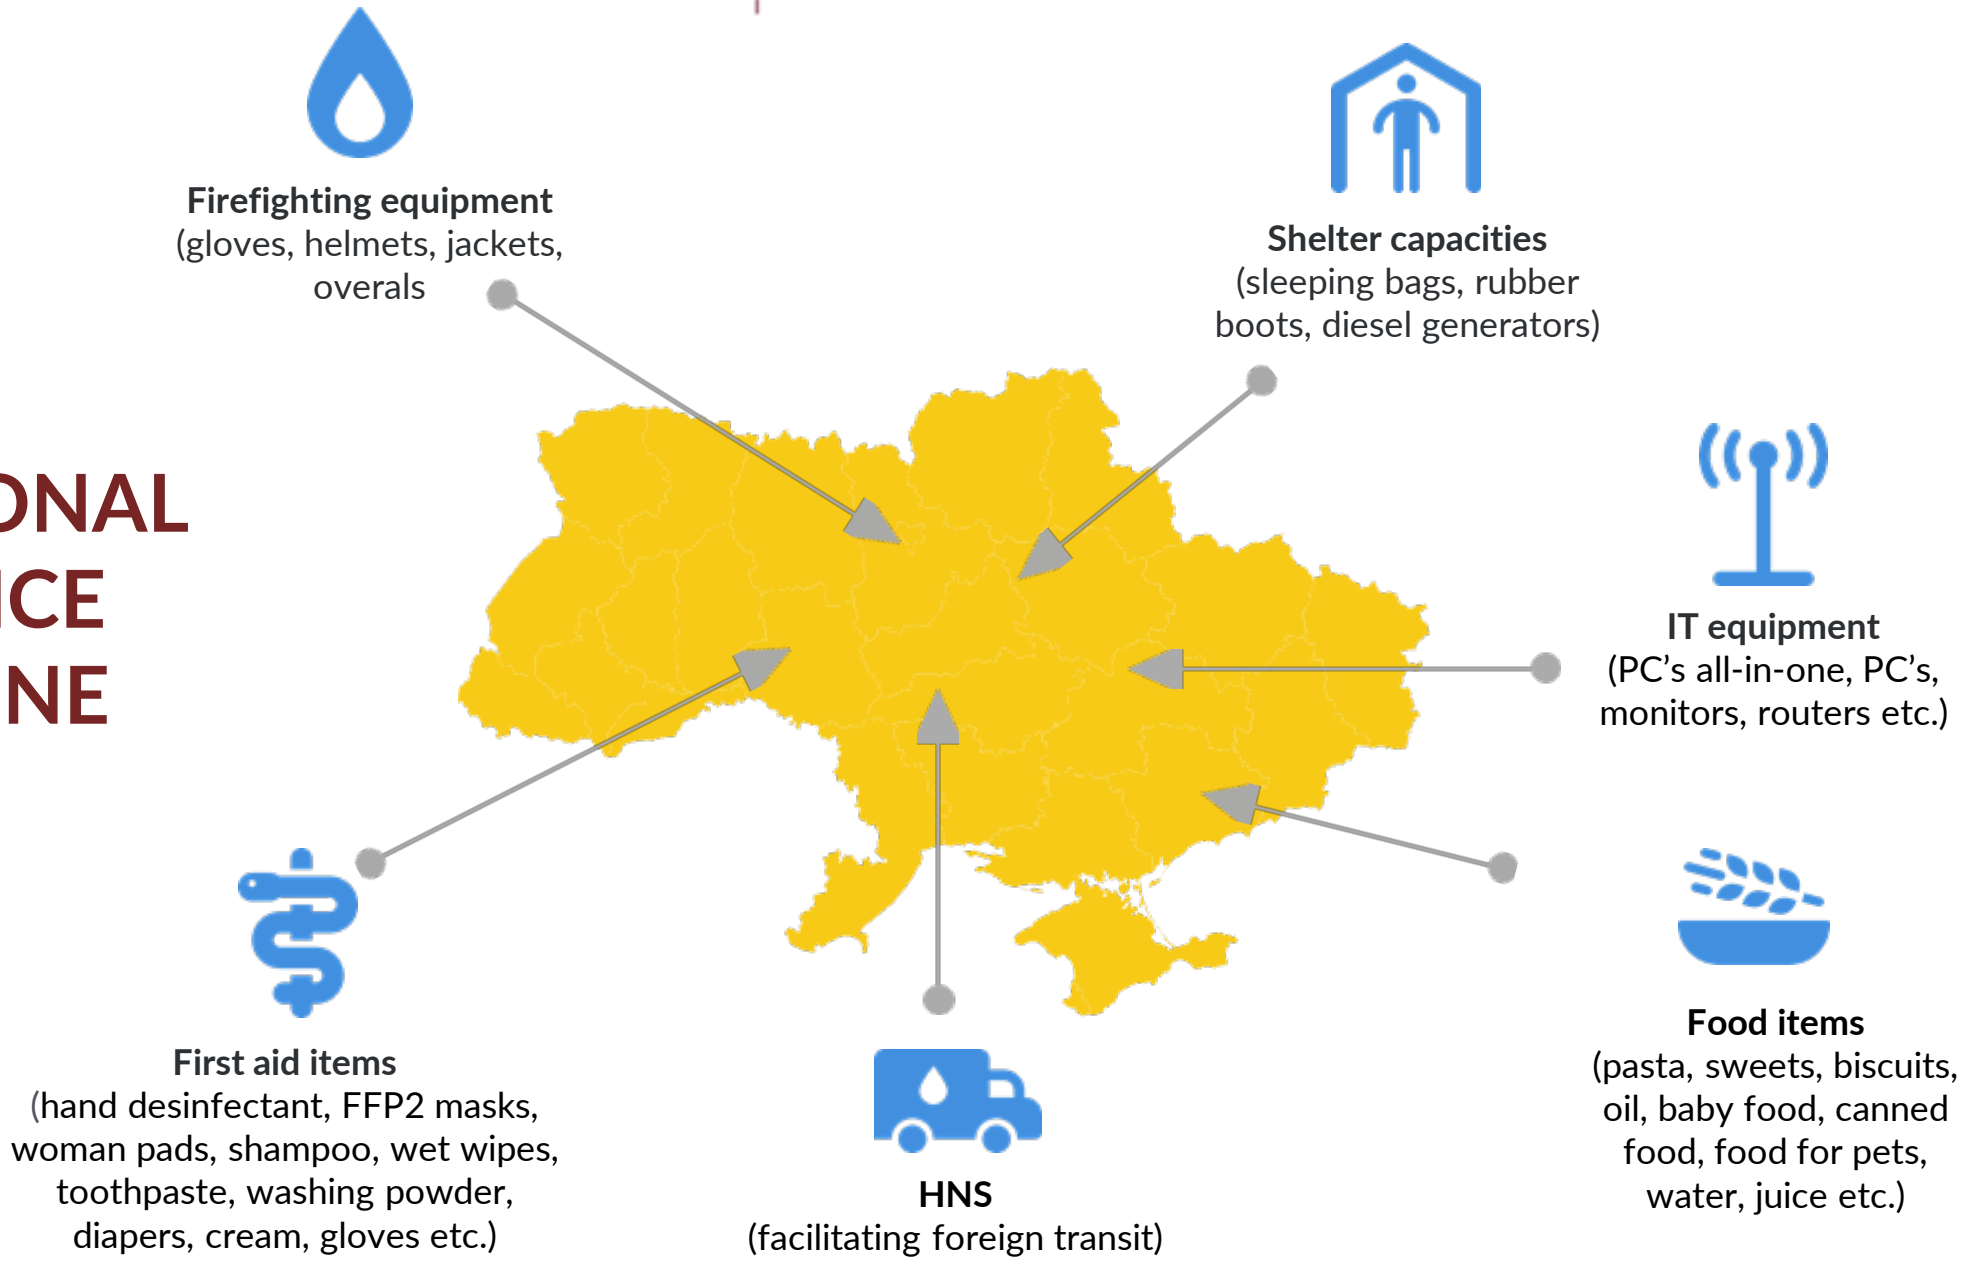 Firefighting equipment
(gloves, helmets, jackets,
overals
Shelter capacities
(sleeping bags, rubber
boots, diesel generators)
ONAL
ICE
NE
IT equipment
(PC’s all-in-one, PC’s,
monitors, routers etc.)
First aid items
(hand desinfectant, FFP2 masks,
woman pads, shampoo, wet wipes,
toothpaste, washing powder,
diapers, cream, gloves etc.)
HNS
(facilitating foreign transit)
Food items
(pasta, sweets, biscuits,
oil, baby food, canned
food, food for pets,
water, juice etc.)